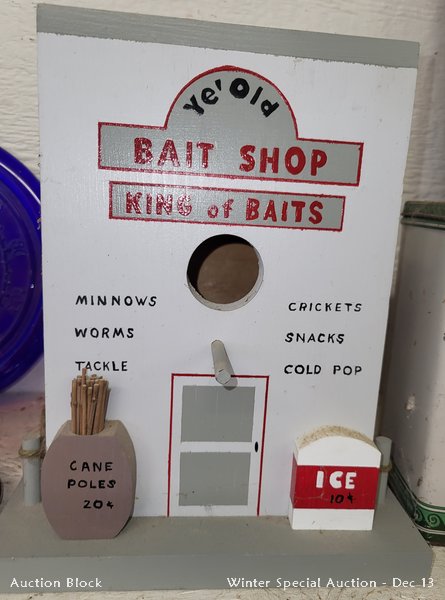 Ye' Old
BAIT SHOP
KING of BAITS
MINNOWS
WORMS
TACKLE
CRICKETS
SNACKS
COLD POP
CANE
POLES
20¢
ICE
10¢
Auction Block
Winter Special Auction - Dec 13